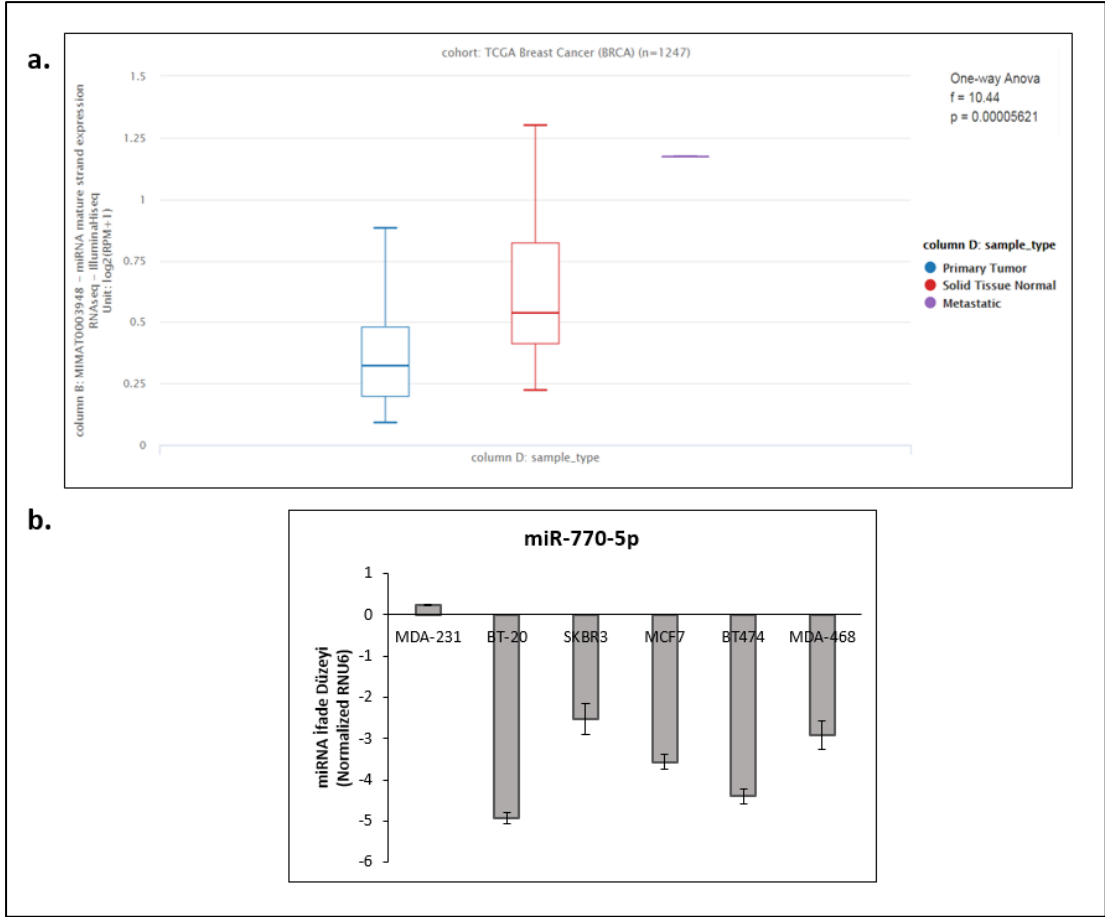 a.
cohort: TCGA Breast Cancer (BRCA) (n=1247)
column B: MIMAT0003948 – miRNA mature strand expression
RNAseq – IlluminaHiseq
Unit: log2(RPM+1)
1.5
1.25
1
0.75
0.5
0.25
0
column D: sample_type
One-way Anova
f = 10.44
p = 0.00005621
column D: sample_type
Primary Tumor
Solid Tissue Normal
Metastatic
b.
miR-770-5p
miRNA İfade Düzeyi
(Normalized RNU6)
1
0
-1
-2
-3
-4
-5
-6
MDA-231 BT-20 SKBR3 MCF7 BT474 MDA-468